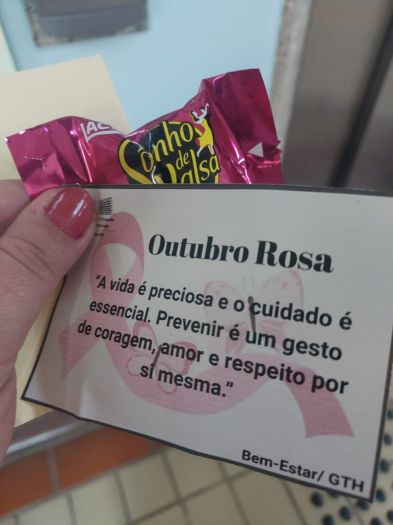 LACTA
Sonho
de
Valsa
Outubro Rosa
"A vida é preciosa e o cuidado é
essencial. Prevenir é um gesto
de coragem, amor e respeito por
si mesma."
Bem-Estar/ GTH